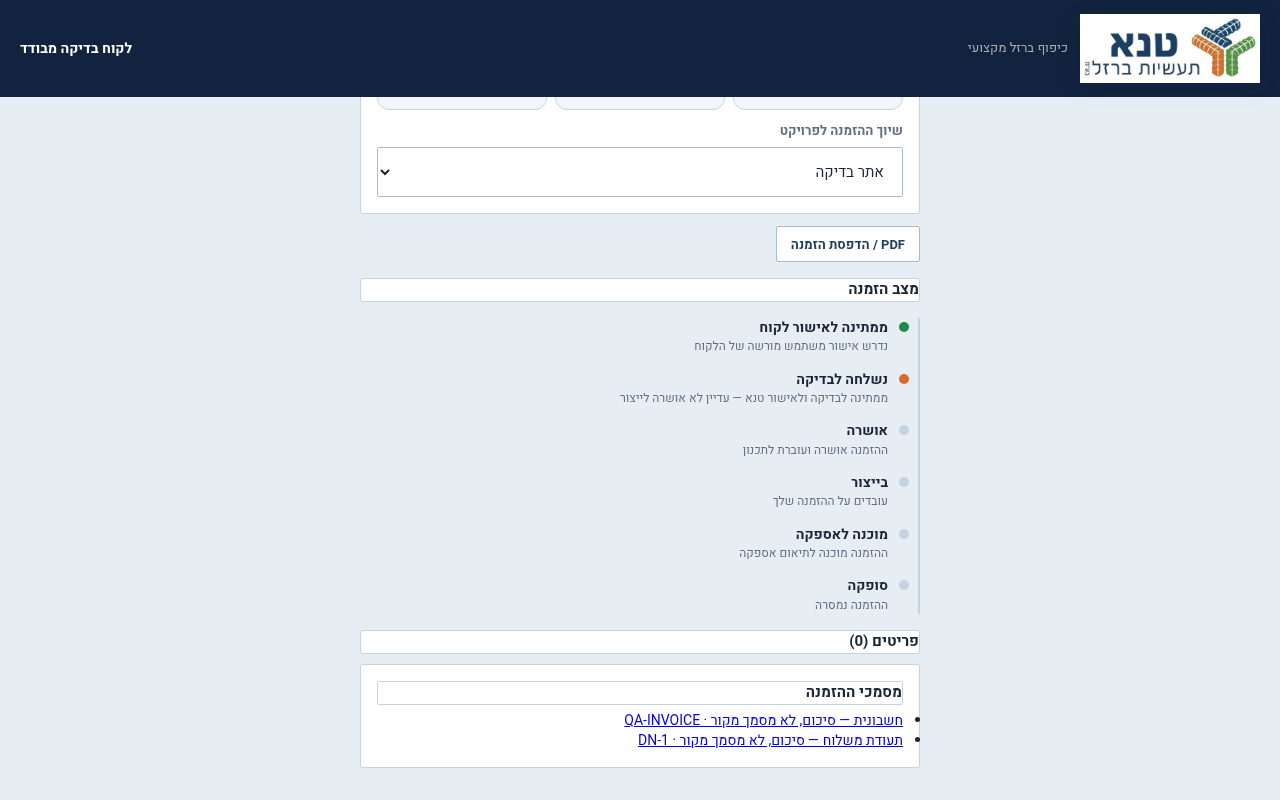 טנא
תעשיות ברזל
כיפוף ברזל מקצועי
לקוח בדיקה מבודד
שיוך ההזמנה לפרויקט
אתר בדיקה
PDF / הדפסת הזמנה
מצב הזמנה
ממתינה לאישור לקוח
נדרש אישור משתמש מורשה של הלקוח
נשלחה לבדיקה
ממתינה לבדיקה ולאישור טנא — עדיין לא אושרה לייצור
אושרה
ההזמנה אושרה ועוברת לתכנון
בייצור
עובדים על ההזמנה שלך
מוכנה לאספקה
ההזמנה מוכנה לתיאום אספקה
סופקה
ההזמנה נמסרה
פריטים (0)
מסמכי ההזמנה
חשבונית — סיכום, לא מסמך מקור · QA-INVOICE
תעודת משלוח — סיכום, לא מסמך מקור · DN-1